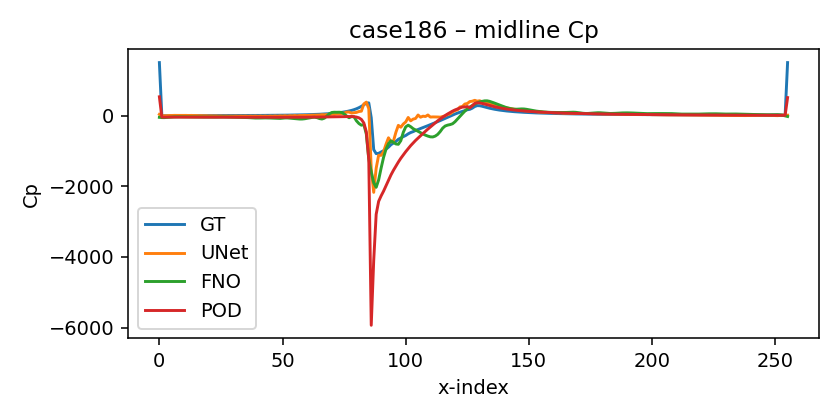 case186 – midline Cp
0
−2000
−4000
−6000
Cp
GT
UNet
FNO
POD
0 50 100 150 200 250
x-index